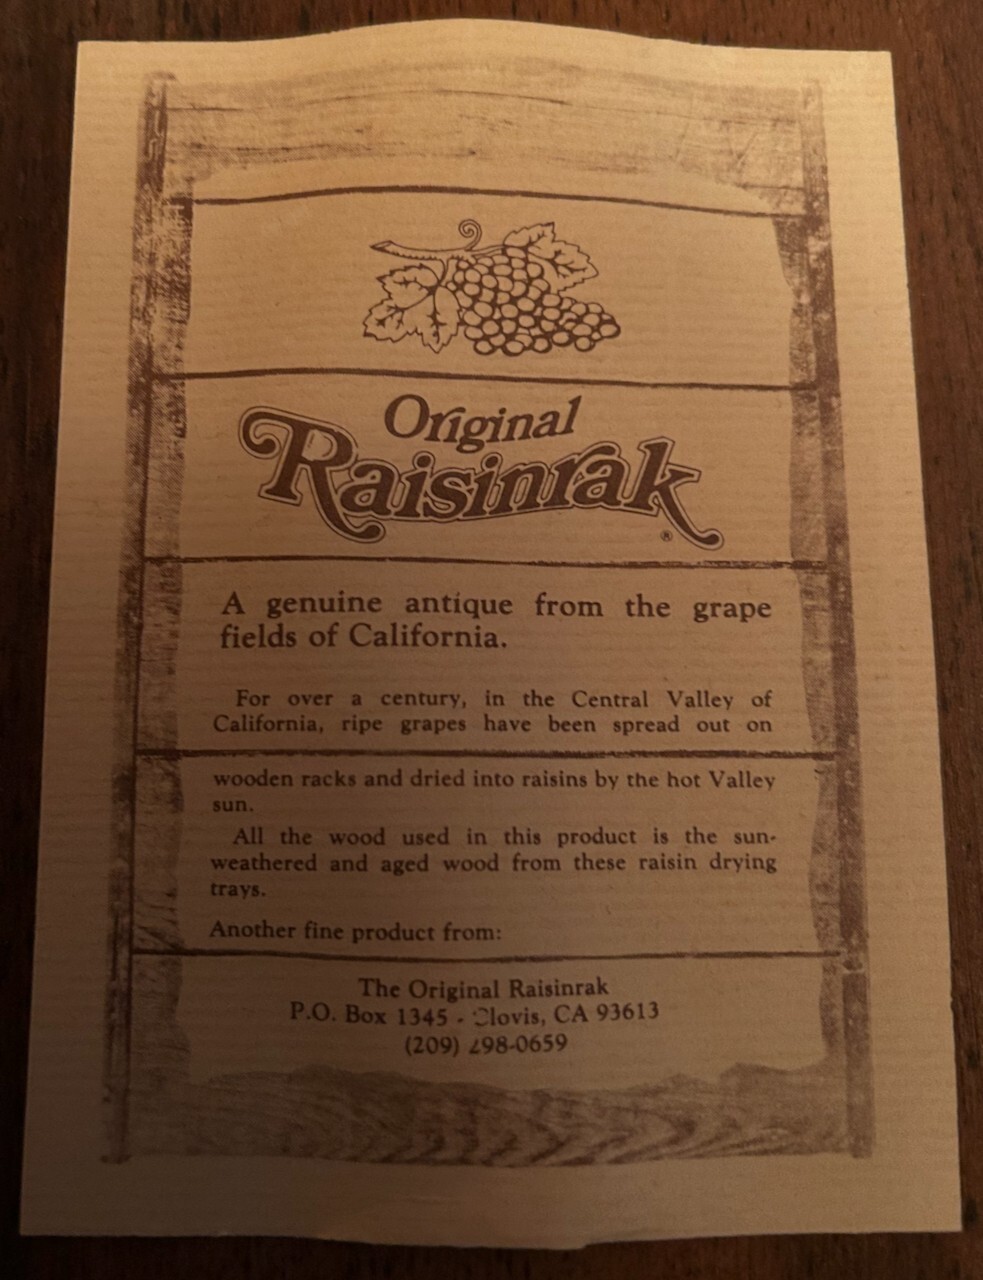 Original
Raisinrak
®
A genuine antique from the grape
fields of California.
For over a century, in the Central Valley of
California, ripe grapes have been spread out on
wooden racks and dried into raisins by the hot Valley
sun.
All the wood used in this product is the sun-
weathered and aged wood from these raisin drying
trays.
Another fine product from:
The Original Raisinrak
P.O. Box 1345 - Clovis, CA 93613
(209) 298-0659